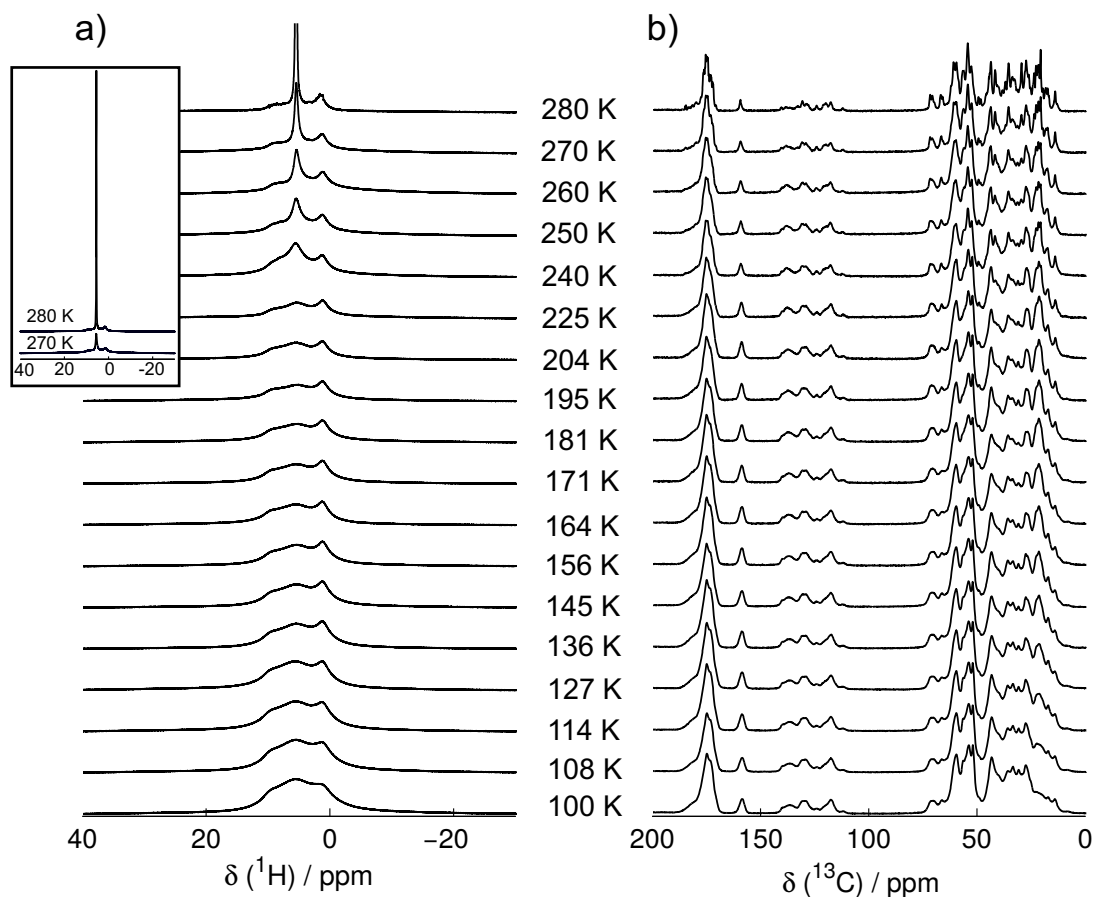 a)
b)
280 K
270 K
40 20 0 -20
280 K
270 K
260 K
250 K
240 K
225 K
204 K
195 K
181 K
171 K
164 K
156 K
145 K
136 K
127 K
114 K
108 K
100 K
40 20 0 −20
δ (¹H) / ppm
200 150 100 50 0
δ (¹³C) / ppm